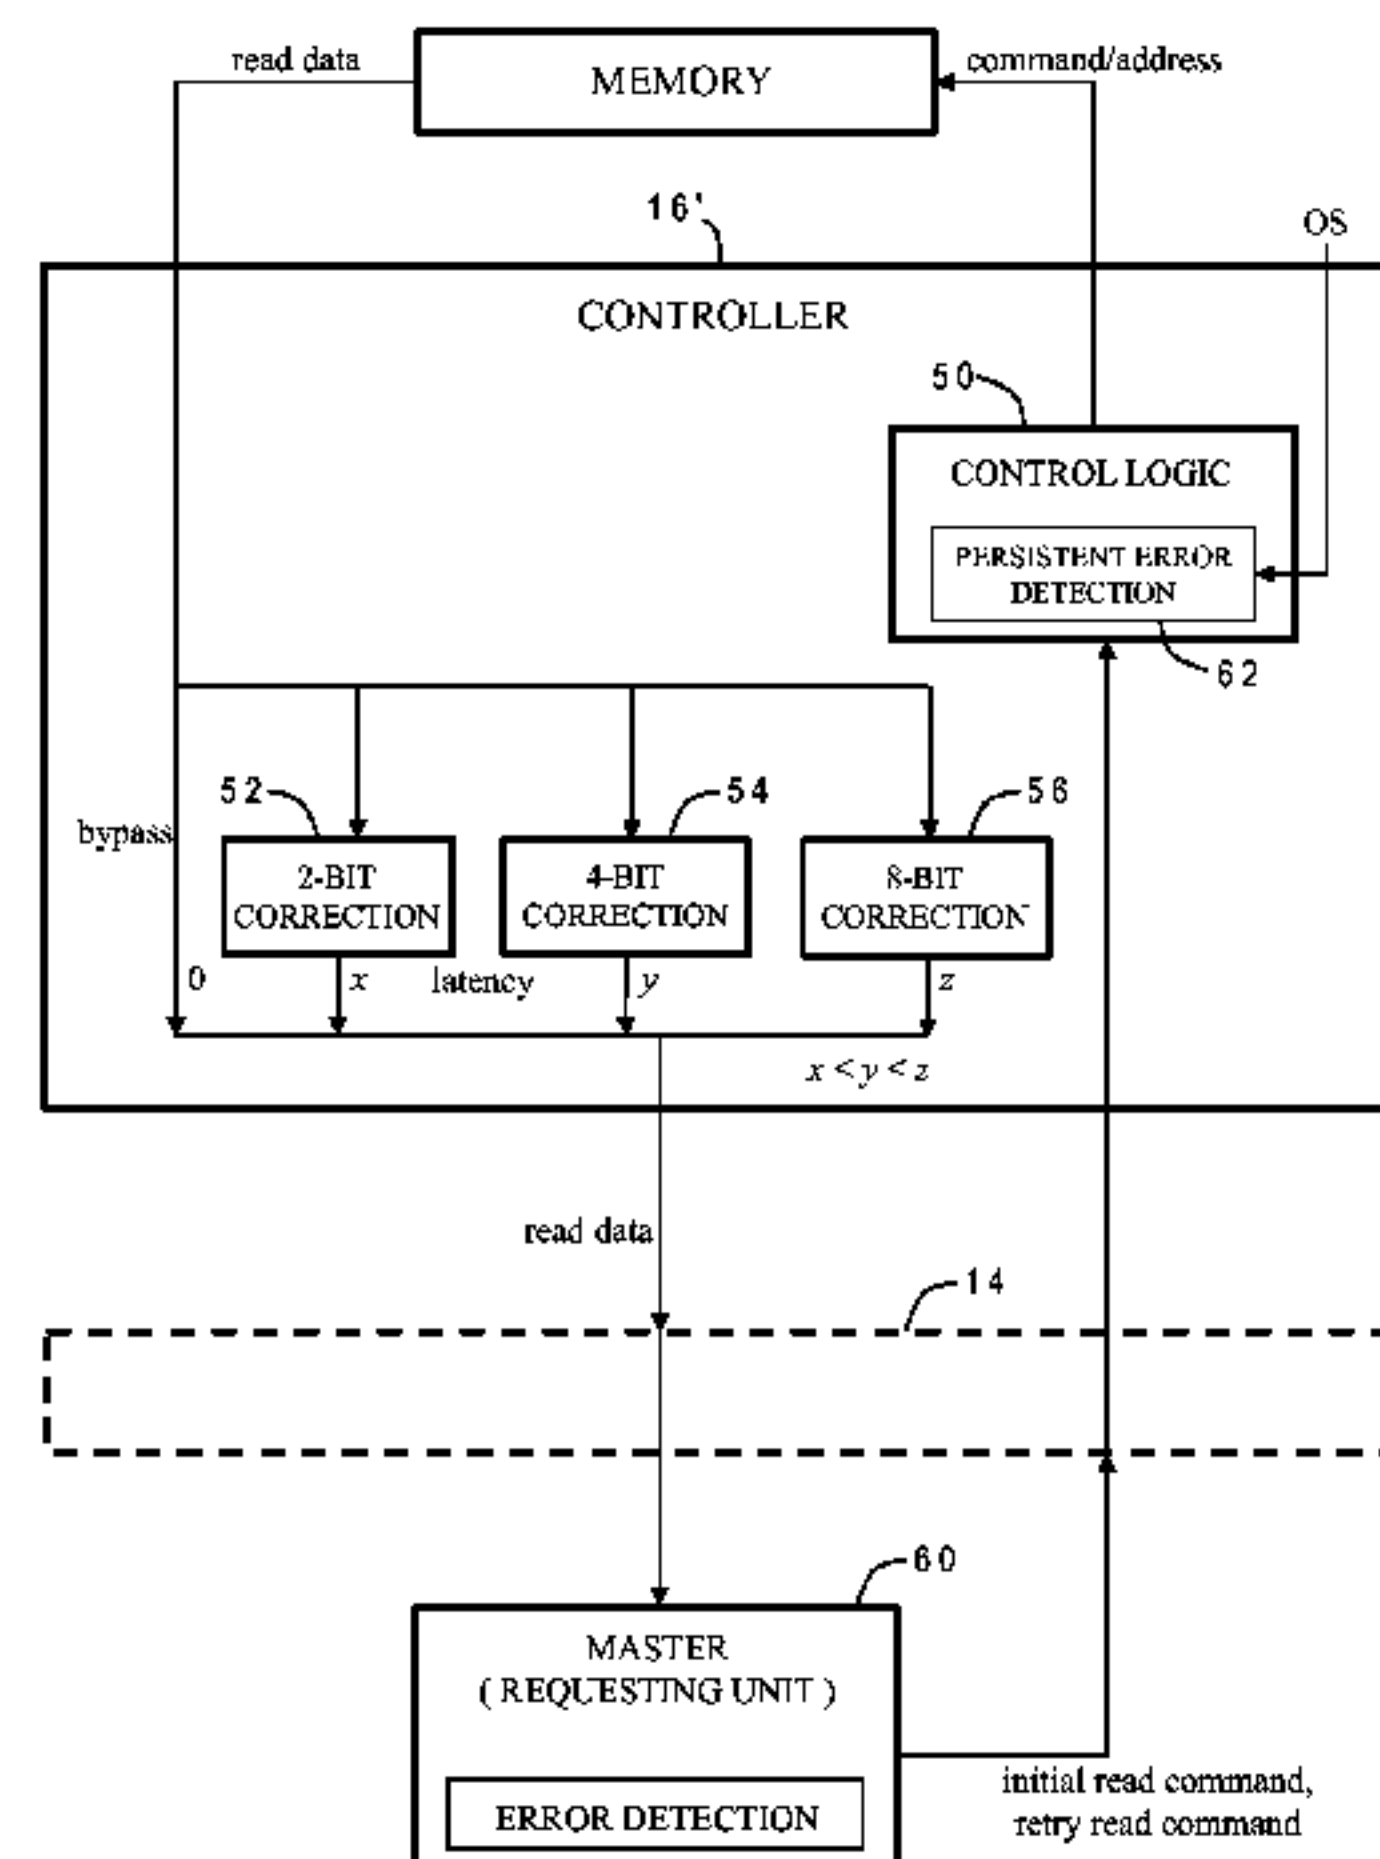 read data
MEMORY
command/address
16'
OS
CONTROLLER
50
CONTROL LOGIC
PERSISTENT ERROR
DETECTION
62
52
54
56
bypass
2-BIT
CORRECTION
4-BIT
CORRECTION
8-BIT
CORRECTION
0
x
latency
y
z
x < y < z
read data
14
60
MASTER
( REQUESTING UNIT )
ERROR DETECTION
initial read command,
retry read command